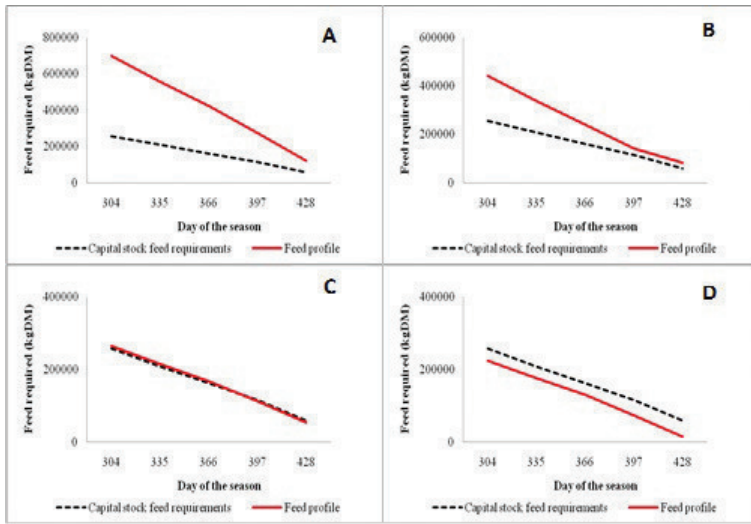 A
Feed required (kgDM)
800000
600000
400000
200000
0
304 335 366 397 428
Day of the season
Capital stock feed requirements Feed profile
B
Feed required (kgDM)
600000
400000
200000
0
304 335 366 397 428
Day of the season
Capital stock feed requirements Feed profile
C
Feed required (kgDM)
400000
200000
0
304 335 366 397 428
Day of the season
Capital stock feed requirements Feed profile
D
Feed required (kgDM)
400000
200000
0
304 335 366 397 428
Day of the season
Capital stock feed requirements Feed profile